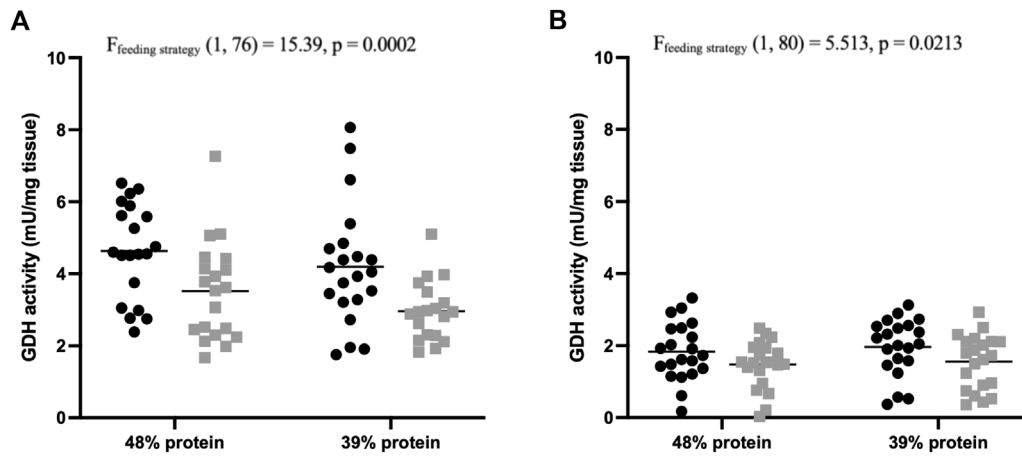 A
F feeding strategy (1, 76) = 15.39, p = 0.0002
GDH activity (mU/mg tissue)
10
8
6
4
2
0
48% protein
39% protein
B
F feeding strategy (1, 80) = 5.513, p = 0.0213
GDH activity (mU/mg tissue)
10
8
6
4
2
0
48% protein
39% protein